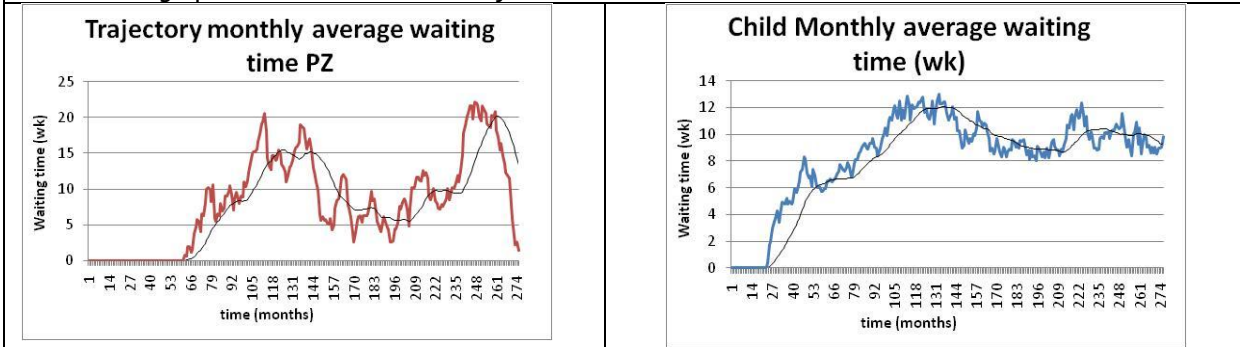 Trajectory monthly average waiting
time PZ
25
20
15
10
5
0
Waiting time (wk)
1 14 27 40 53 66 79 92 105 118 131 144 157 170 183 196 209 222 235 248 261 274
time (months)
Child Monthly average waiting
time (wk)
14
12
10
8
6
4
2
0
Waiting time (wk)
1 14 27 40 53 66 79 92 105 118 131 144 157 170 183 196 209 222 235 248 261 274
time (months)